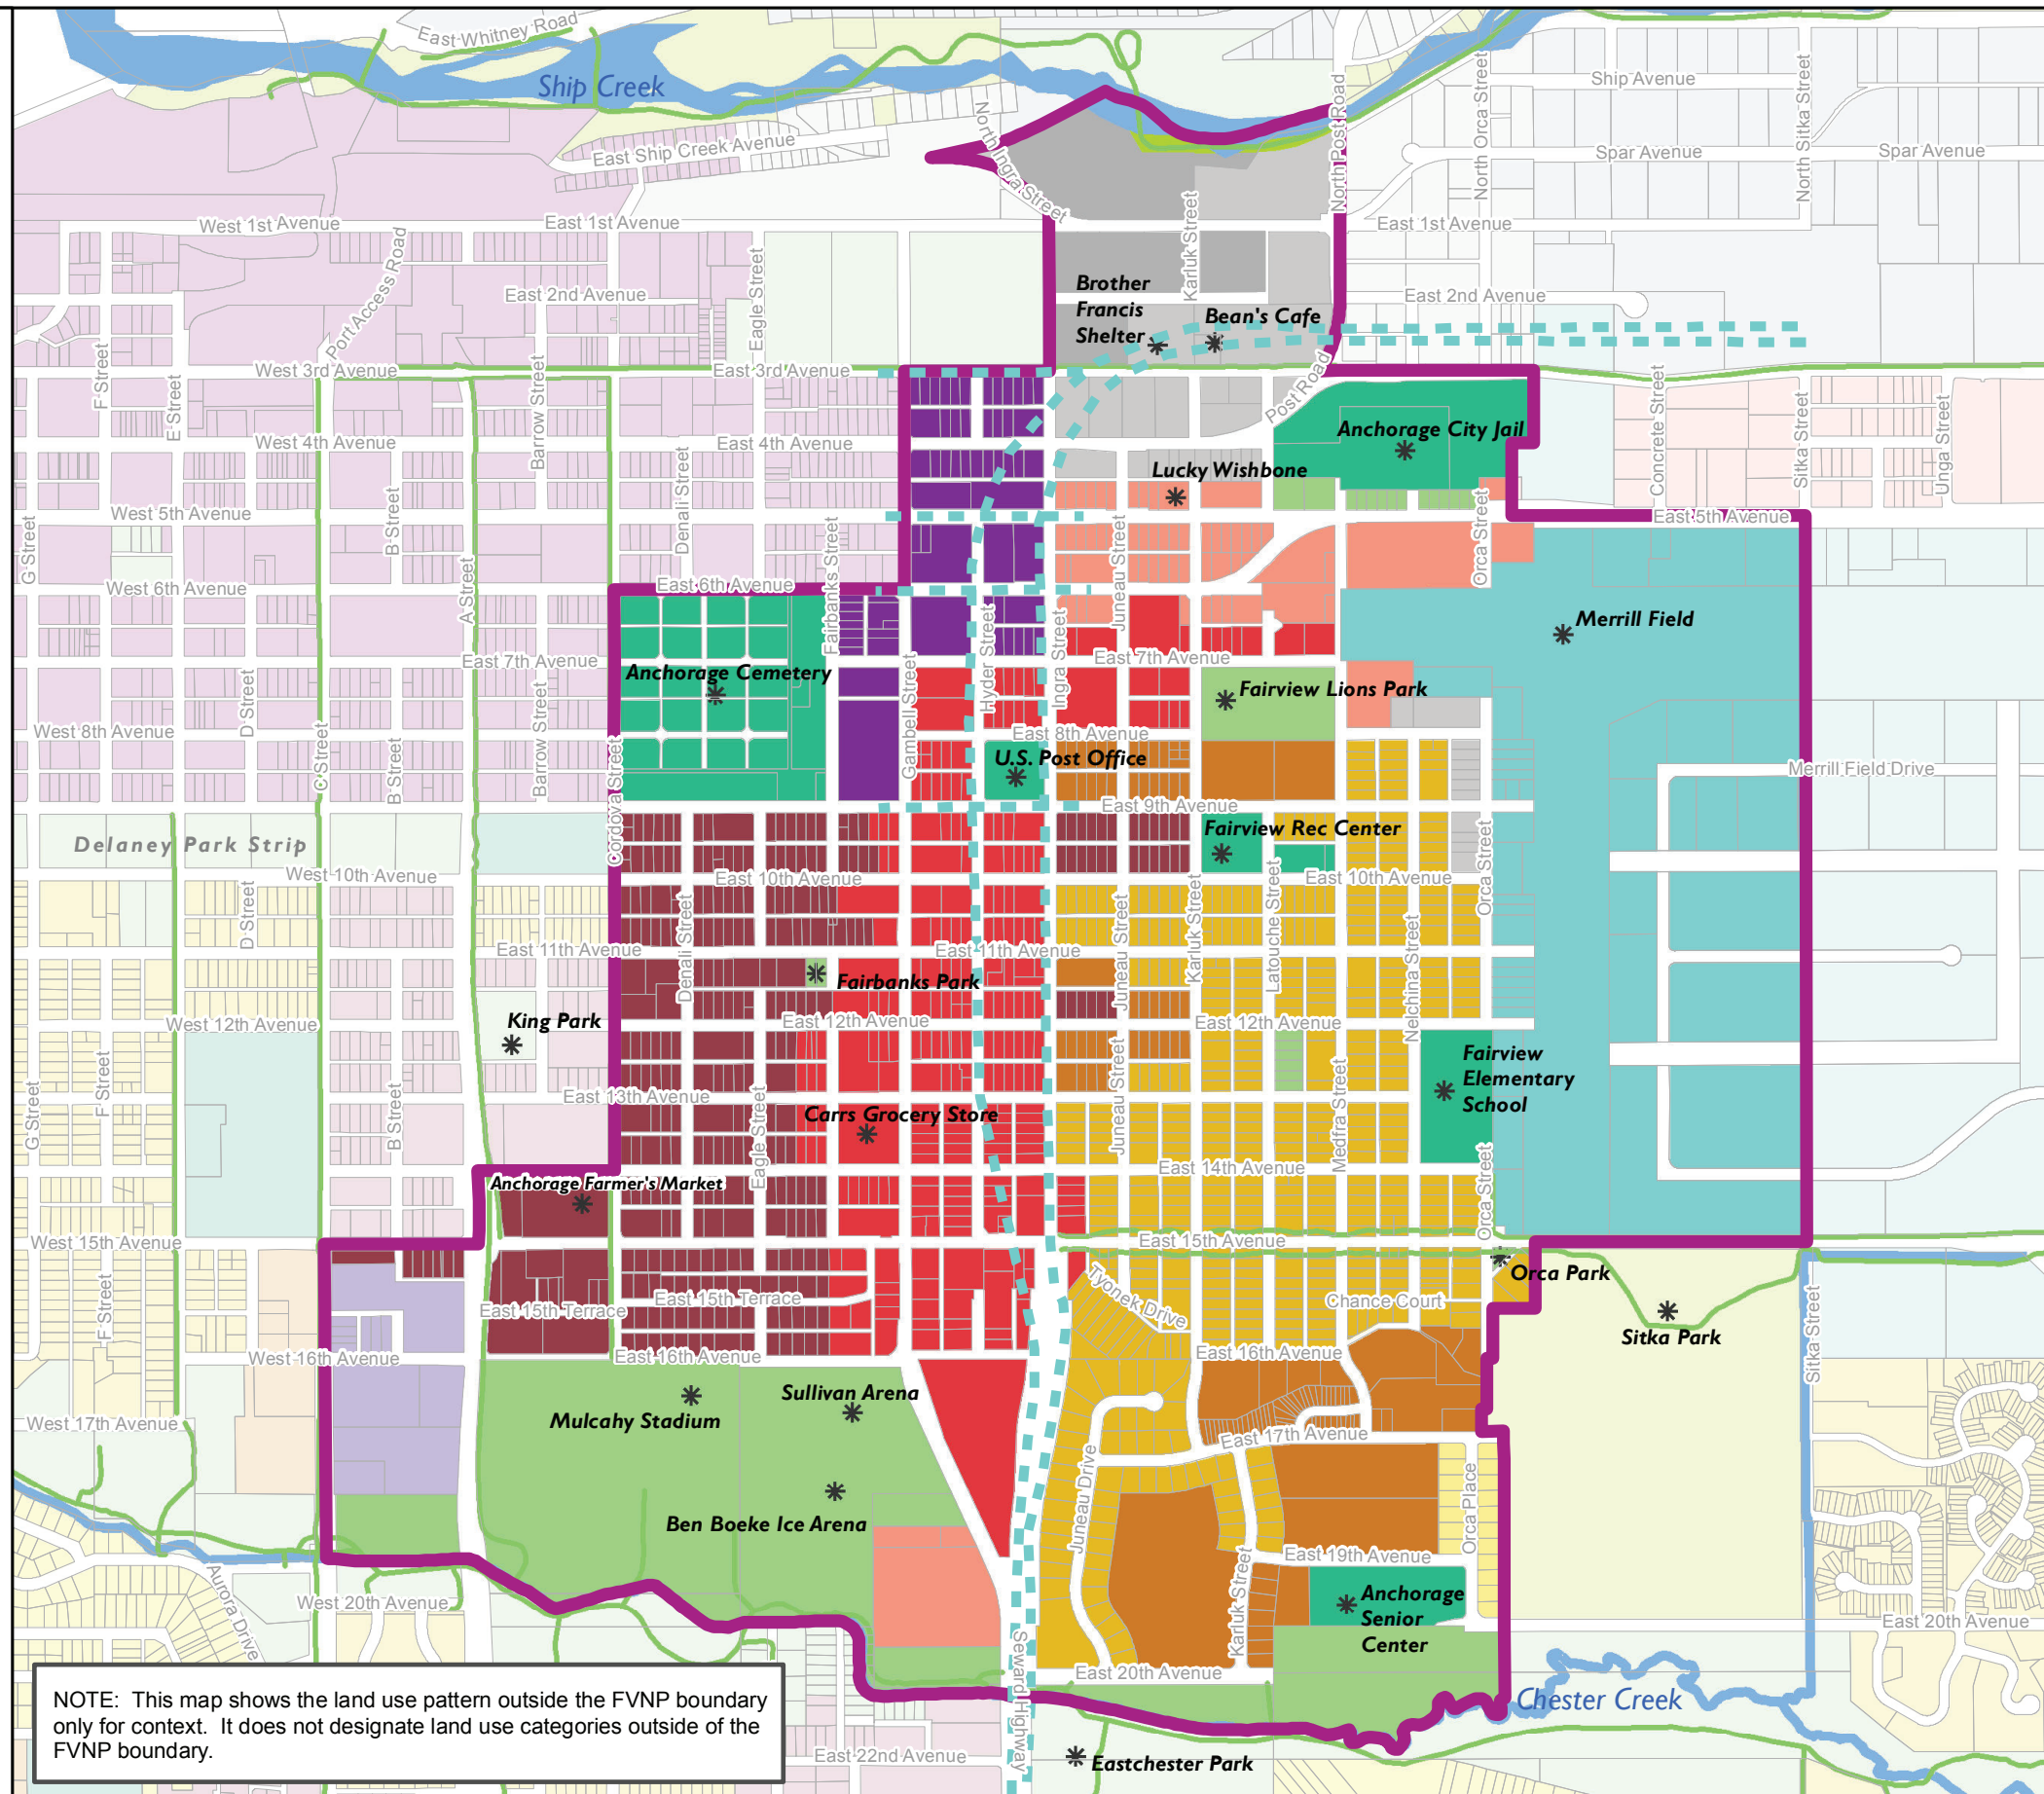 East Whitney Road
Ship Creek
North Post Road
North Orca Street
Ship Avenue
North Sitka Street
East Ship Creek Avenue
North Ingra Street
Spar Avenue
Spar Avenue
West 1st Avenue
East 1st Avenue
Karluk Street
East 1st Avenue
Port Access Road
East 2nd Avenue
Eagle Street
Brother
Francis
Shelter
Bean's Cafe
East 2nd Avenue
F Street
E Street
West 3rd Avenue
East 3rd Avenue
Post Road
Barrow Street
West 4th Avenue
East 4th Avenue
Anchorage City Jail
Concrete Street
Sitka Street
Unga Street
Denali Street
Lucky Wishbone
G Street
West 5th Avenue
B Street
Fairbanks Street
Juneau Street
Orca Street
East 5th Avenue
A Street
West 6th Avenue
East 6th Avenue
Merrill Field
East 7th Avenue
Hyder Street
Ingra Street
East 7th Avenue
Anchorage Cemetery
Fairview Lions Park
D Street
C Street
B Street
Barrow Street
Cordova Street
Gambell Street
West 8th Avenue
East 8th Avenue
U.S. Post Office
Merrill Field Drive
East 9th Avenue
Delaney Park Strip
Fairview Rec Center
West 10th Avenue
East 10th Avenue
East 10th Avenue
D Street
Denali Street
Juneau Street
Karluk Street
Latouche Street
Nelchina Street
Orca Street
East 11th Avenue
East 11th Avenue
Fairbanks Park
King Park
West 12th Avenue
East 12th Avenue
East 12th Avenue
Fairview
Elementary
School
G Street
F Street
B Street
East 13th Avenue
Eagle Street
Carrs Grocery Store
Juneau Street
Medfra Street
East 14th Avenue
Anchorage Farmer's Market
Orca Street
West 15th Avenue
East 15th Avenue
Orca Park
F Street
East 15th Terrace
East 15th Terrace
Tyonek Drive
Chance Court
Sitka Park
Sitka Street
West 16th Avenue
East 16th Avenue
East 16th Avenue
Sullivan Arena
Mulcahy Stadium
West 17th Avenue
East 17th Avenue
Juneau Drive
Orca Place
Ben Boeke Ice Arena
Karluk Street
East 19th Avenue
Aurora Drive
West 20th Avenue
Anchorage
Senior
Center
East 20th Avenue
East 20th Avenue
Seward Highway
Chester Creek
NOTE: This map shows the land use pattern outside the FVNP boundary
only for context. It does not designate land use categories outside of the
FVNP boundary.
East 22nd Avenue
Eastchester Park